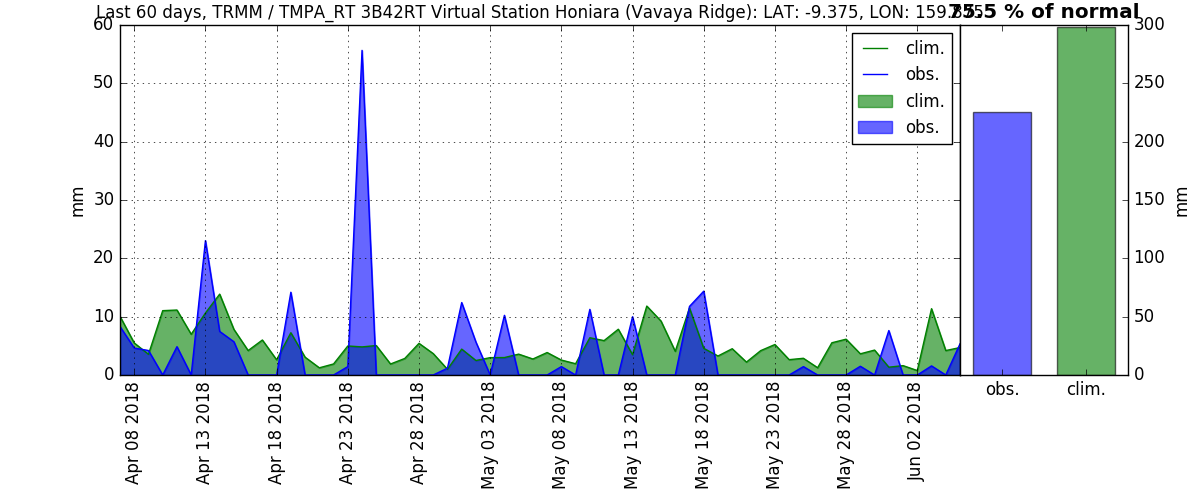 Last 60 days, TRMM / TMPA_RT 3B42RT Virtual Station Honiara (Vavaya Ridge): LAT: -9.375, LON:
75.5 % of normal
60
50
40
30
20
10
0
mm
clim.
obs.
clim.
obs.
300
250
200
150
100
50
0
mm
Apr 08 2018
Apr 13 2018
Apr 18 2018
Apr 23 2018
Apr 28 2018
May 03 2018
May 08 2018
May 13 2018
May 18 2018
May 23 2018
May 28 2018
Jun 02 2018
obs.
clim.